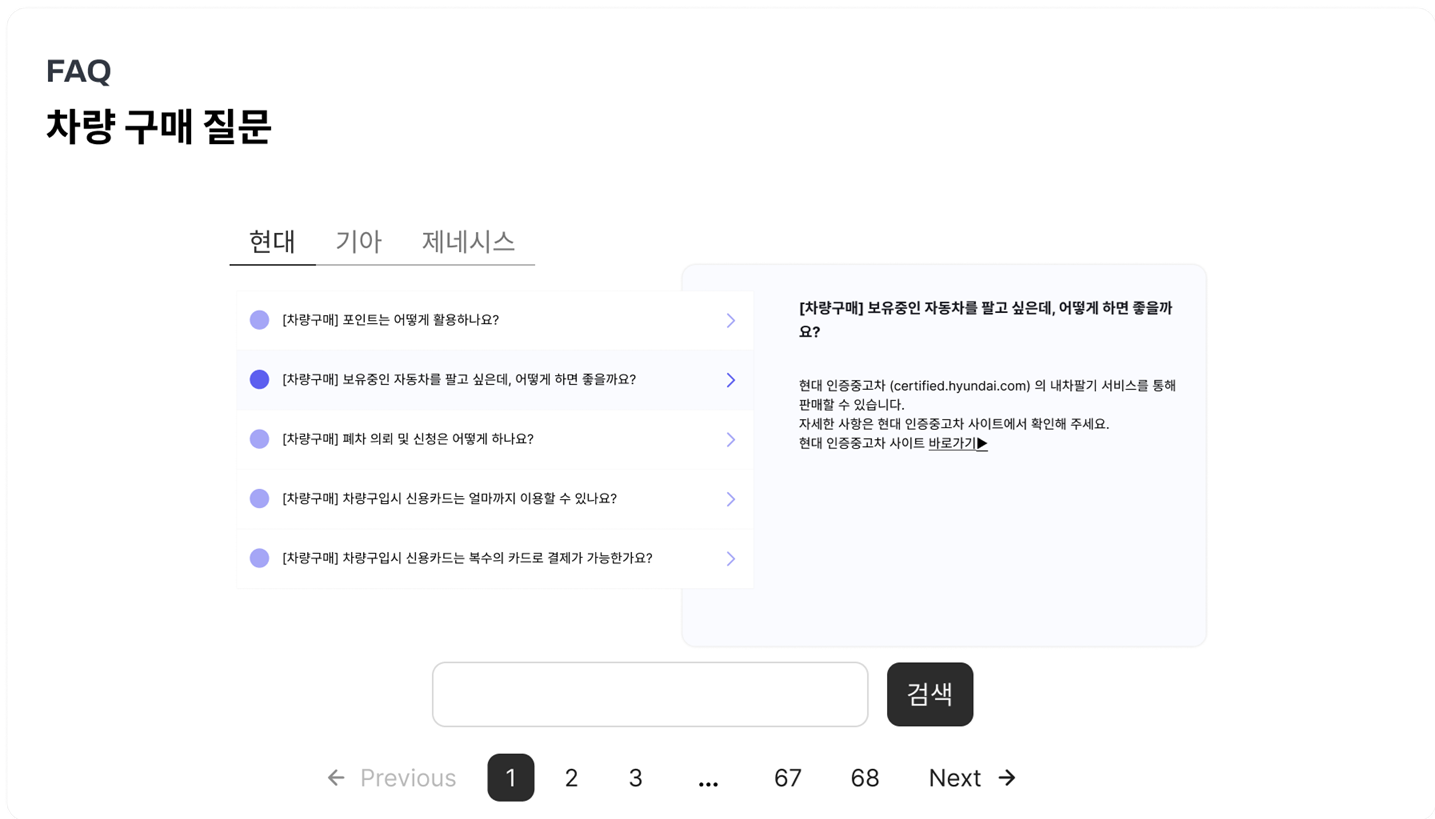 FAQ
차량 구매 질문
현대 기아 제네시스
[차량구매] 포인트는 어떻게 활용하나요?
[차량구매] 보유중인 자동차를 팔고 싶은데, 어떻게 하면 좋을까요?
[차량구매] 폐차 의뢰 및 신청은 어떻게 하나요?
[차량구매] 차량구입시 신용카드는 얼마까지 이용할 수 있나요?
[차량구매] 차량구입시 신용카드는 복수의 카드로 결제가 가능한가요?
[차량구매] 보유중인 자동차를 팔고 싶은데, 어떻게 하면 좋을까
요?
현대 인증중고차 (certified.hyundai.com) 의 내차팔기 서비스를 통해
판매할 수 있습니다.
자세한 사항은 현대 인증중고차 사이트에서 확인해 주세요.
현대 인증중고차 사이트 바로가기▶
검색
← Previous 1 2 3 ... 67 68 Next →